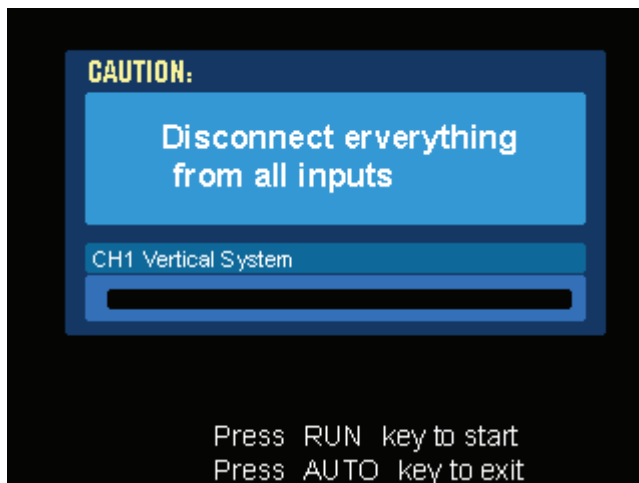 CAUTION:
Disconnect erverything
from all inputs
CH1 Vertical System
Press RUN key to start
Press AUTO key to exit